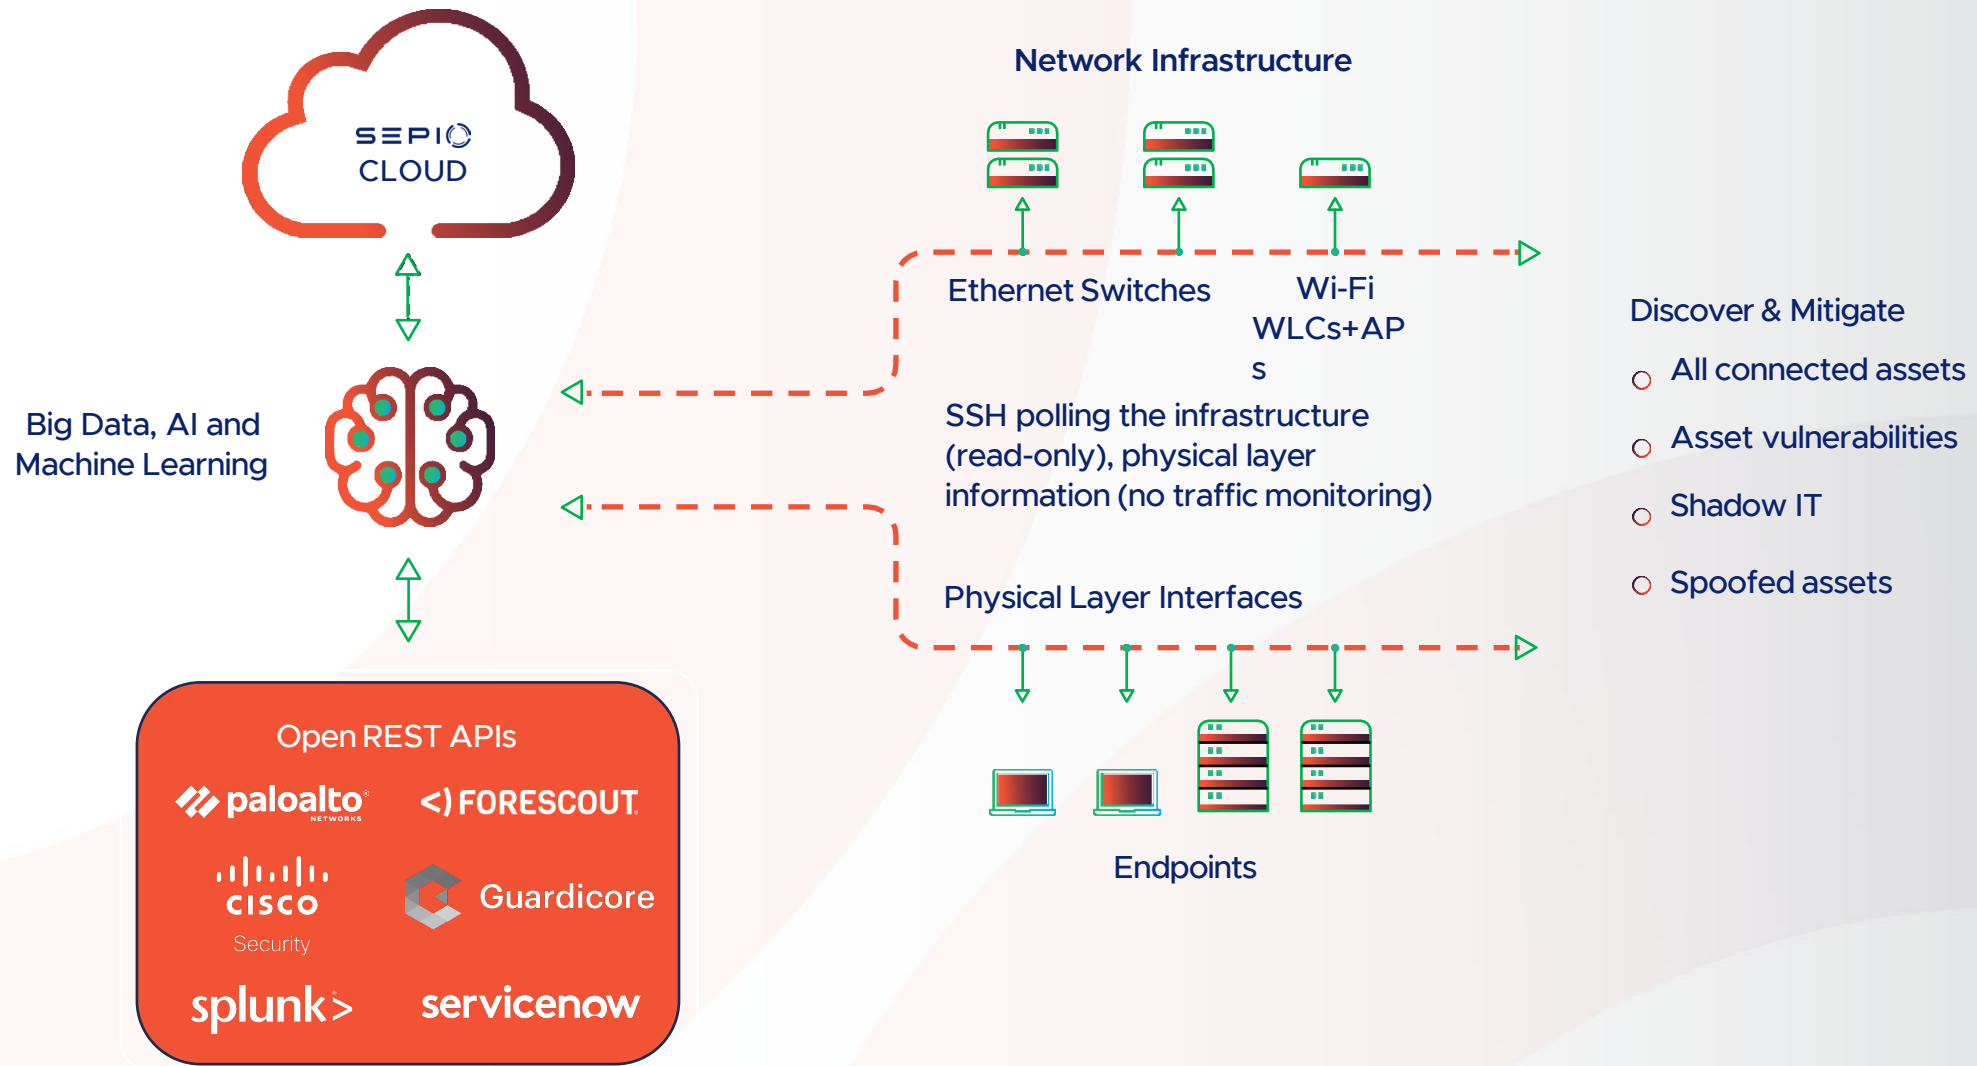 SEPIO
CLOUD
Big Data, AI and
Machine Learning
Open REST APIs
paloalto®
NETWORKS
<) FORESCOUT.
CISCO
Security
Guardicore
splunk>
servicenow
Network Infrastructure
Ethernet Switches
Wi-Fi
WLCs+AP
s
SSH polling the infrastructure
(read-only), physical layer
information (no traffic monitoring)
Physical Layer Interfaces
Endpoints
Discover & Mitigate
All connected assets
Asset vulnerabilities
Shadow IT
Spoofed assets